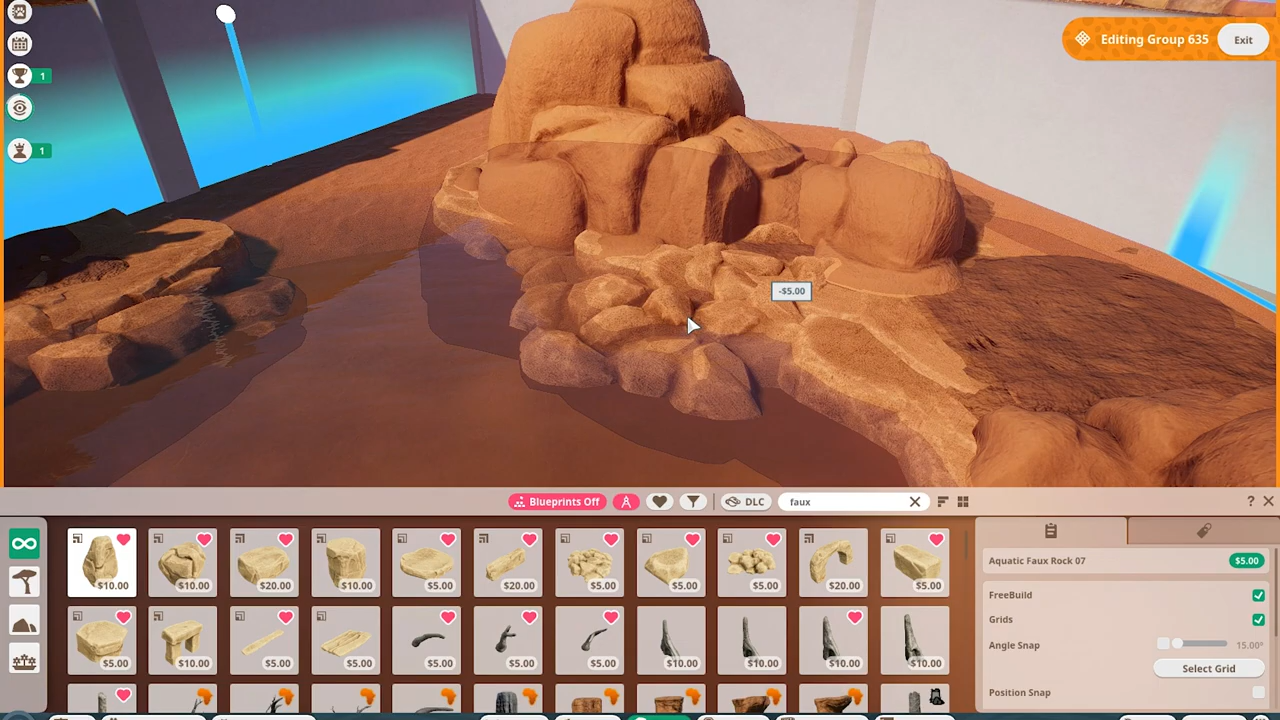 1
1
Editing Group 635 Exit
-$5.00
Blueprints Off DLC faux ?
$10.00 $10.00 $20.00 $10.00 $5.00 $20.00 $5.00 $5.00 $5.00 $20.00 $5.00
$5.00 $10.00 $5.00 $5.00 $5.00 $5.00 $5.00 $10.00 $10.00 $10.00 $10.00
Aquatic Faux Rock 07 $5.00
FreeBuild
Grids
Angle Snap 15.00°
Select Grid
Position Snap